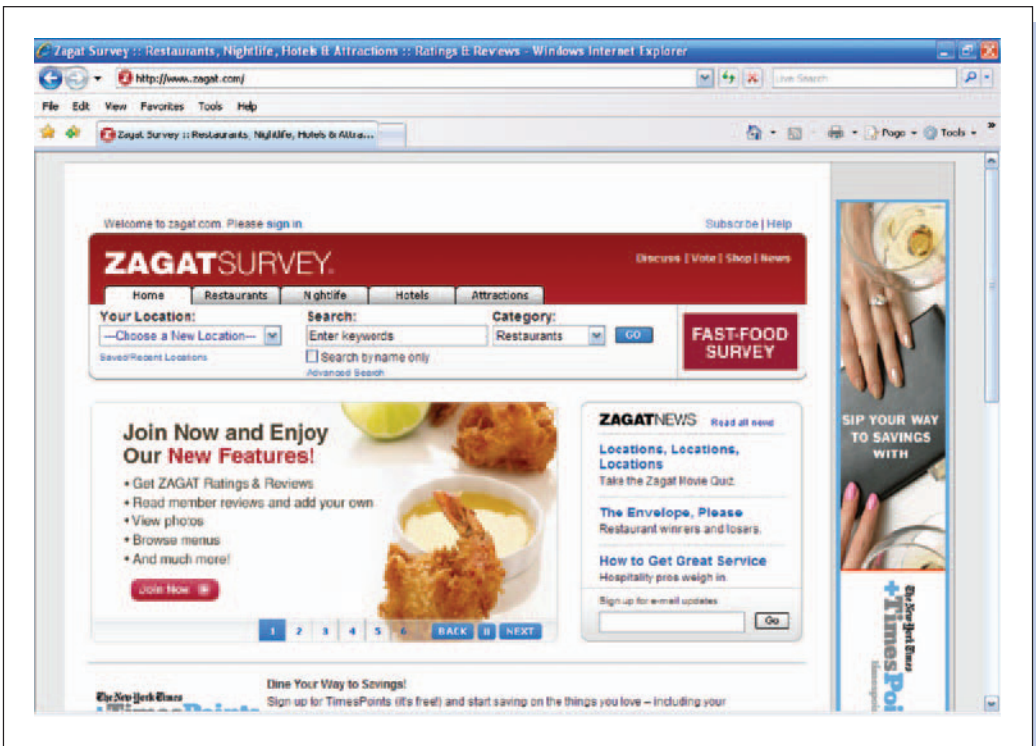 Zagat Survey :: Restaurants, Nightlife, Hotels & Attractions :: Ratings & Reviews - Windows Internet Explorer
http://www.zagat.com/
Live Search
File Edit View Favorites Tools Help
Zagat Survey :: Restaurants, Nightlife, Hotels & Attra...
Page Tools
Welcome to zagat.com. Please sign in
Subscribe | Help
ZAGATSURVEY.
Discuss | Vote | Shop | News
Home Restaurants Nightlife Hotels Attractions
Your Location: Search: Category:
---Choose a New Location--- Enter keywords Restaurants GO
Saved/Recent Locations Search by name only
Advanced Search
FAST-FOOD
SURVEY
Join Now and Enjoy
Our New Features!
• Get ZAGAT Ratings & Reviews
• Read member reviews and add your own
• View photos
• Browse menus
• And much more!
Join Now
1 2 3 4 5 6 BACK NEXT
ZAGATNEWS Read all news
Locations, Locations,
Locations
Take the Zagat Movie Quiz.
The Envelope, Please
Restaurant winners and losers.
How to Get Great Service
Hospitality pros weigh in.
Sign up for e-mail updates
Go
SIP YOUR WAY
TO SAVINGS
WITH
The New York Times
+TimesPoi
timespoi
The New York Times
+TimesPoints
Dine Your Way to Savings!
Sign up for TimesPoints (it's free!) and start saving on the things you love – including your